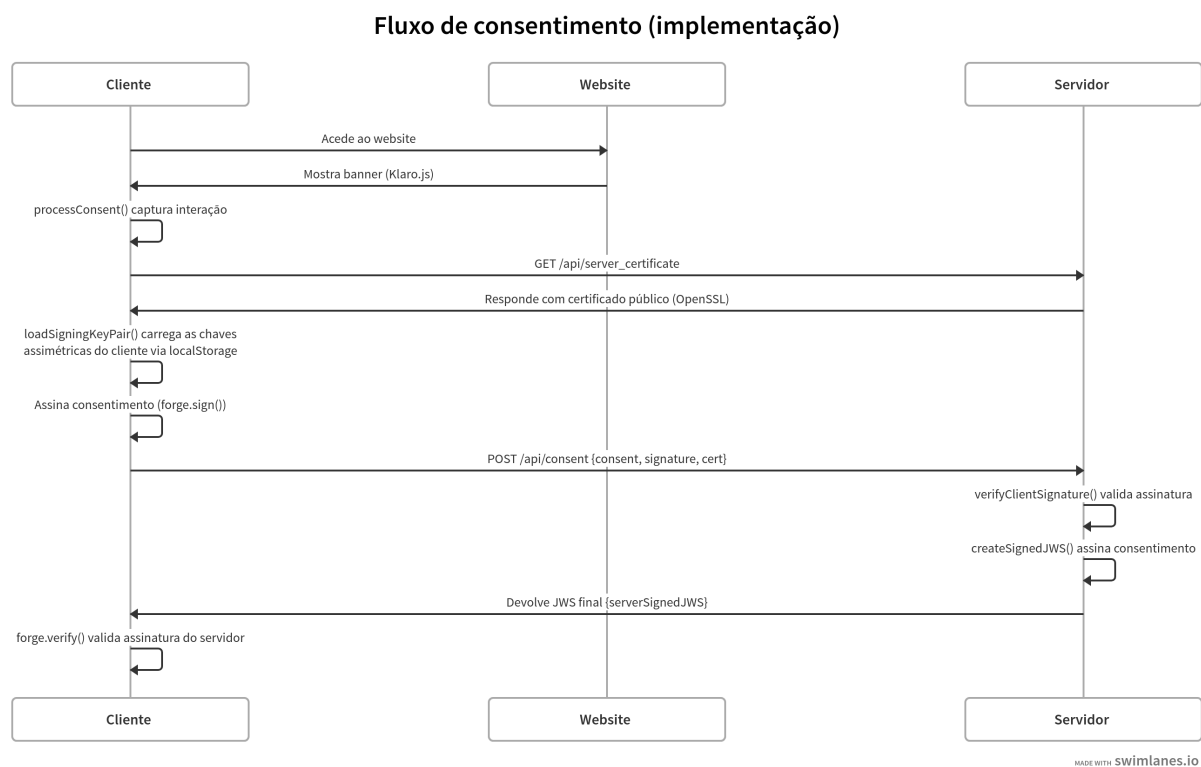 Fluxo de consentimento (implementação)
Cliente
Website
Servidor
Acede ao website
Mostra banner (Klaro.js)
processConsent() captura interação
GET /api/server_certificate
Responde com certificado público (OpenSSL)
loadSigningKeyPair() carrega as chaves
assimétricas do cliente via localStorage
Assina consentimento (forge.sign())
POST /api/consent {consent, signature, cert}
verifyClientSignature() valida assinatura
createSignedJWS() assina consentimento
Devolve JWS final {serverSignedJWS}
forge.verify() valida assinatura do servidor
Cliente
Website
Servidor
MADE WITH swimlanes.io